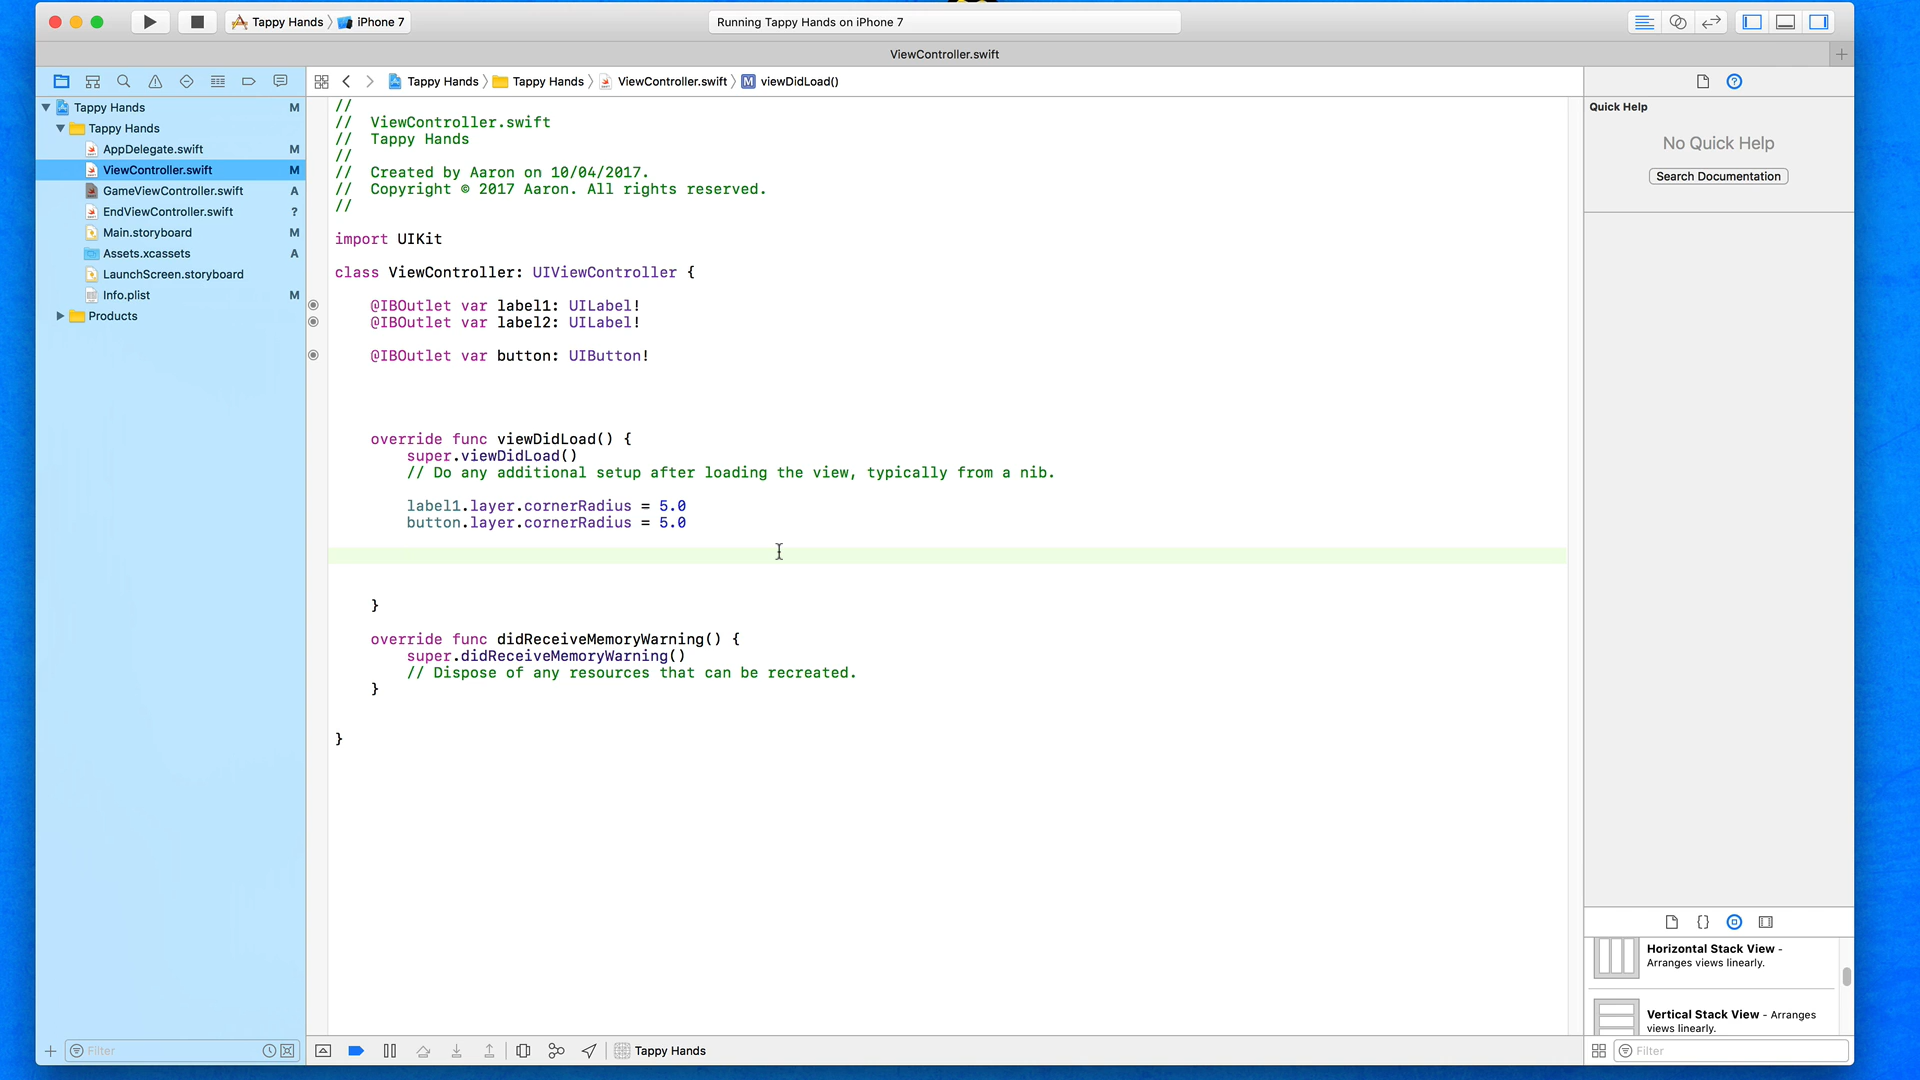 Tappy Hands
iPhone 7
Running Tappy Hands on iPhone 7
ViewController.swift
Tappy Hands
Tappy Hands
ViewController.swift
M
viewDidLoad()
Tappy Hands M
Tappy Hands
AppDelegate.swift M
ViewController.swift M
GameViewController.swift A
EndViewController.swift ?
Main.storyboard M
Assets.xcassets A
LaunchScreen.storyboard
Info.plist M
Products
Filter
//
// ViewController.swift
// Tappy Hands
//
// Created by Aaron on 10/04/2017.
// Copyright © 2017 Aaron. All rights reserved.
//
import UIKit
class ViewController: UIViewController {
@IBOutlet var label1: UILabel!
@IBOutlet var label2: UILabel!
@IBOutlet var button: UIButton!
override func viewDidLoad() {
super.viewDidLoad()
// Do any additional setup after loading the view, typically from a nib.
label1.layer.cornerRadius = 5.0
button.layer.cornerRadius = 5.0
}
override func didReceiveMemoryWarning() {
super.didReceiveMemoryWarning()
// Dispose of any resources that can be recreated.
}
}
Tappy Hands
Quick Help
No Quick Help
Search Documentation
{}
Horizontal Stack View -
Arranges views linearly.
Vertical Stack View - Arranges
views linearly.
Filter